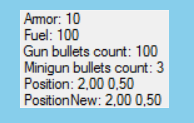 Armor: 10
Fuel: 100
Gun bullets count: 100
Minigun bullets count: 3
Position: 2,00 0,50
PositionNew: 2,00 0,50